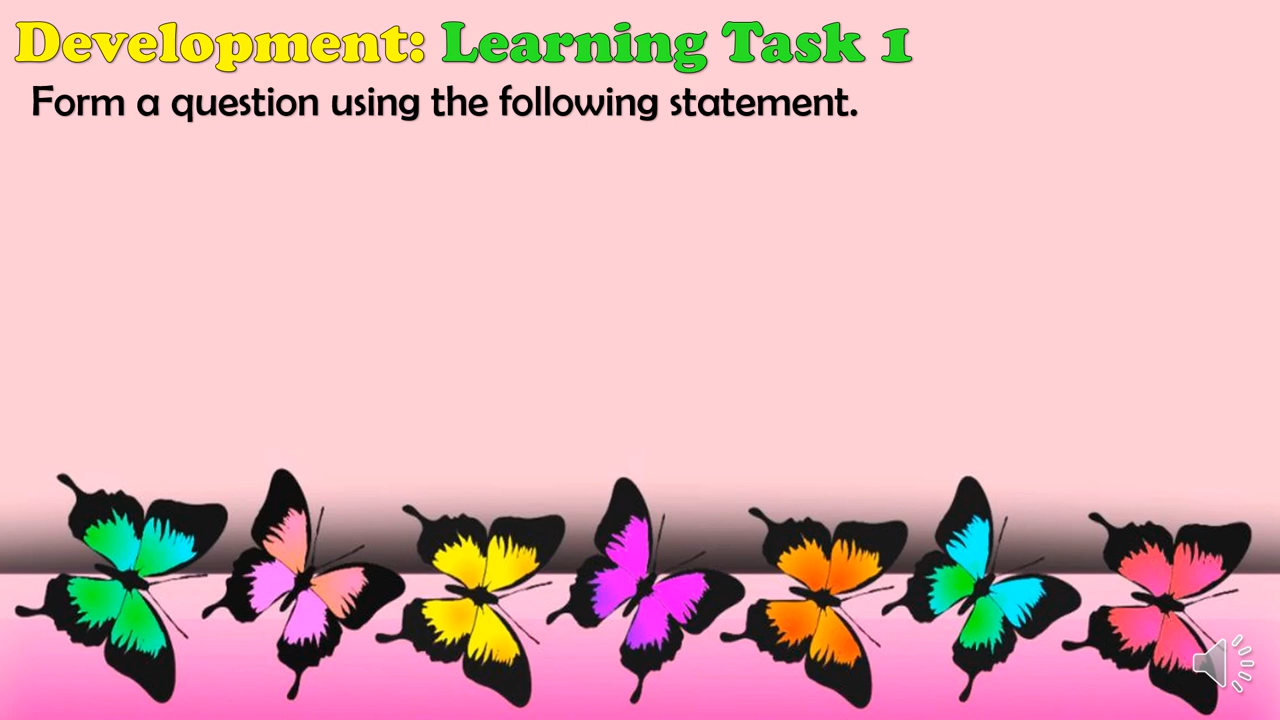 Development: Learning Task 1
Form a question using the following statement.